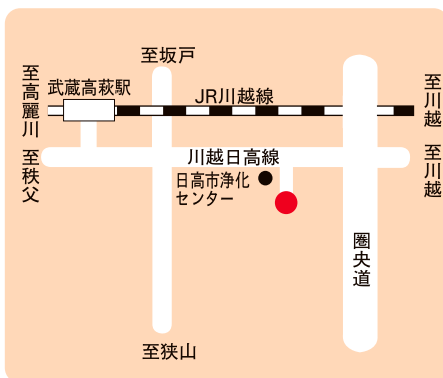 至坂戸
至高麗川
武蔵高萩駅
JR川越線
至川越
至秩父
川越日高線
至川越
日高市浄化
センター
圏央道
至狭山